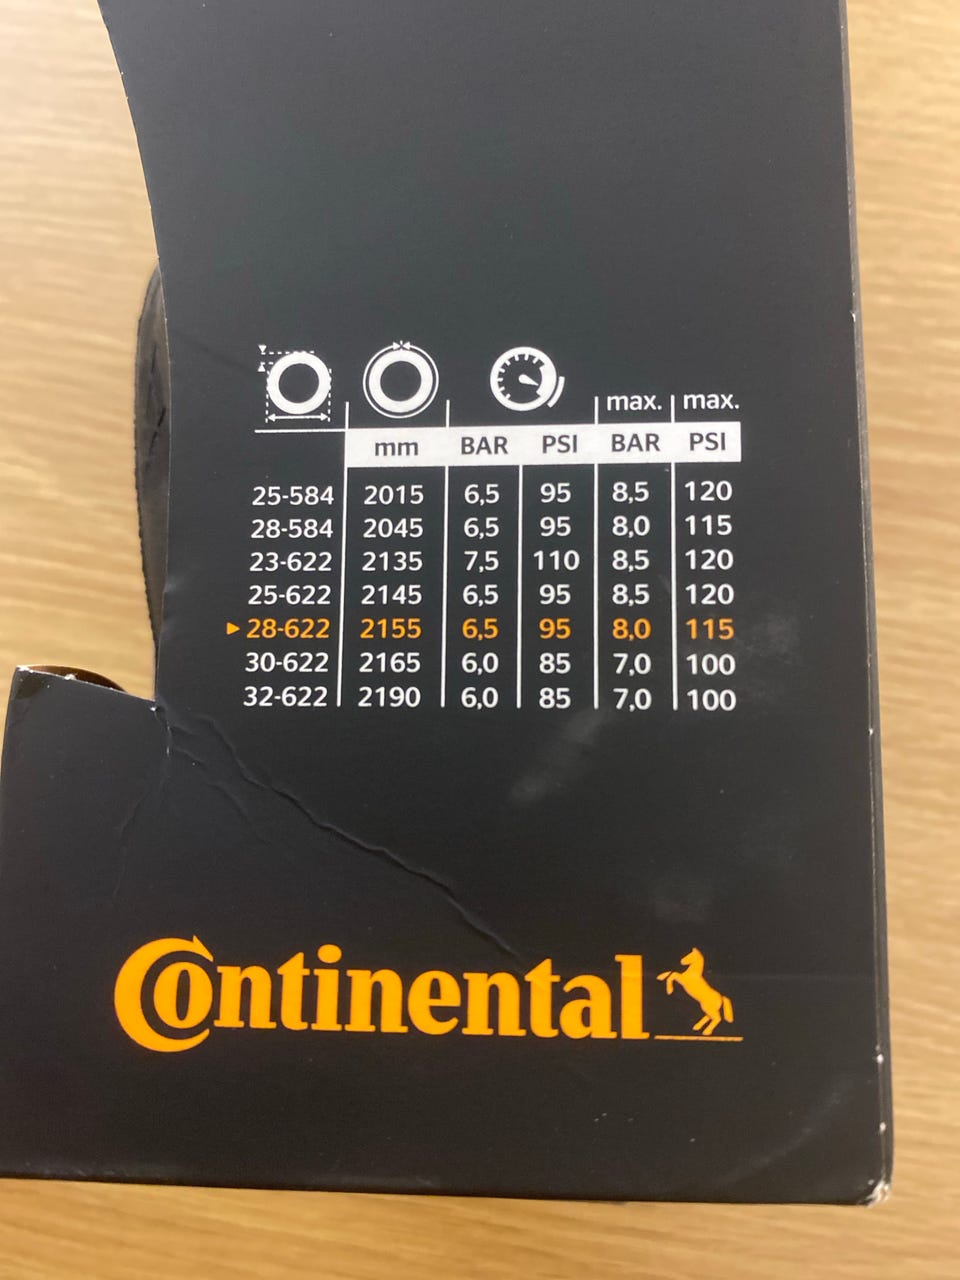 max. max.
mm BAR PSI BAR PSI
25-584 2015 6,5 95 8,5 120
28-584 2045 6,5 95 8,0 115
23-622 2135 7,5 110 8,5 120
25-622 2145 6,5 95 8,5 120
▸28-622 2155 6,5 95 8,0 115
30-622 2165 6,0 85 7,0 100
32-622 2190 6,0 85 7,0 100
Continental